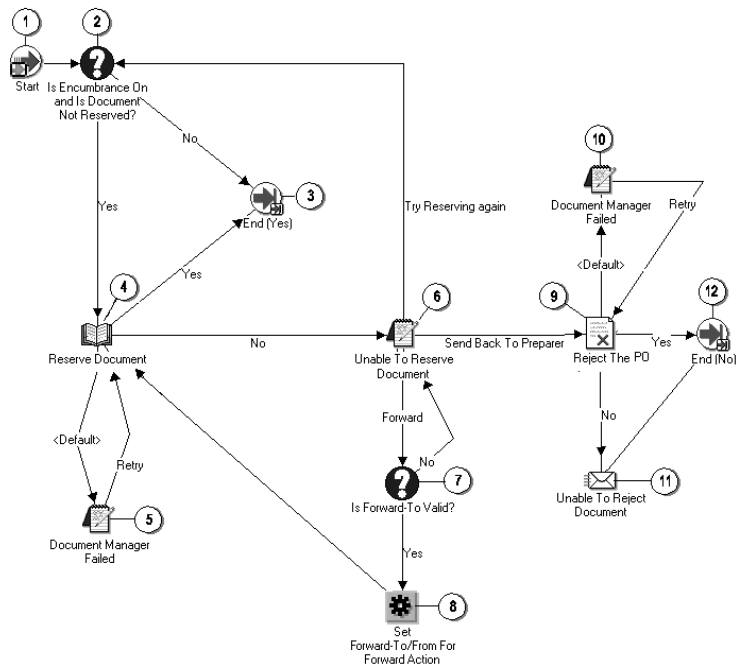 1
2
Start
Is Encumbrance On
and Is Document
Not Reserved?
No
3
End (Yes)
Yes
Try Reserving again
10
Document Manager
Failed
Retry
<Default>
Yes
4
Reserve Document
No
6
Unable To Reserve
Document
Send Back To Preparer
9
Reject The PO
Yes
12
End (No)
<Default>
Retry
5
Document Manager
Failed
Forward
No
7
Is Forward-To Valid?
Yes
8
Set
Forward-To/From For
Forward Action
No
11
Unable To Reject
Document